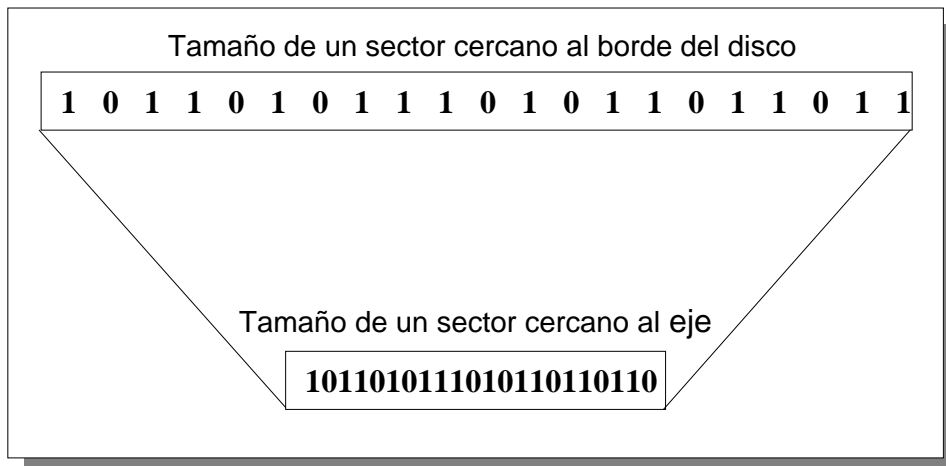 Tamaño de un sector cercano al borde del disco
1 0 1 1 0 1 0 1 1 1 0 1 0 1 1 0 1 1 0 1 1
Tamaño de un sector cercano al eje
1011010111010110110110